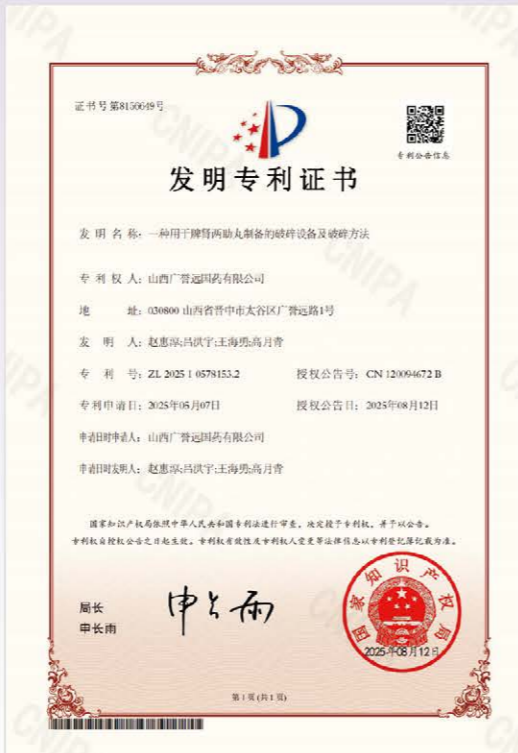 证书号第8156649号
专利公告信息
发明专利证书
发明名称：一种用于脾肾两助丸制备的破碎设备及破碎方法
专利权人：山西广誉远国药有限公司
地址：030800 山西省晋中市太谷区广誉远路1号
发明人：赵惠源;吕洪宇;王海勇;高月青
专利号：ZL 2025 1 0578153.2
授权公告号：CN 120094672 B
专利申请日：2025年05月07日
授权公告日：2025年08月12日
申请日时申请人：山西广誉远国药有限公司
申请日时发明人：赵惠源;吕洪宇;王海勇;高月青
国家知识产权局依照中华人民共和国专利法进行审查，决定授予专利权，并予以公告。
专利权自授权公告之日起生效。专利权有效性及专利权人变更等法律信息以专利登记簿记载为准。
局长
申长雨
申长雨
国家知识产权局
2025年08月12日
第1页(共1页)
CNIPA